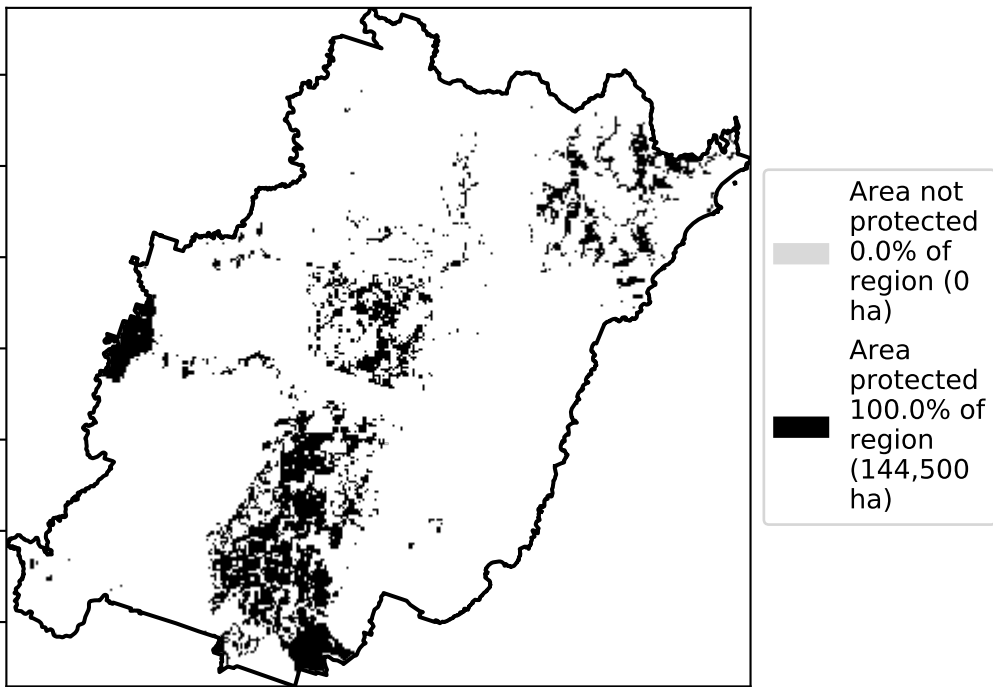 Area not
protected
0.0% of
region (0
ha)
Area
protected
100.0% of
region
(144,500
ha)